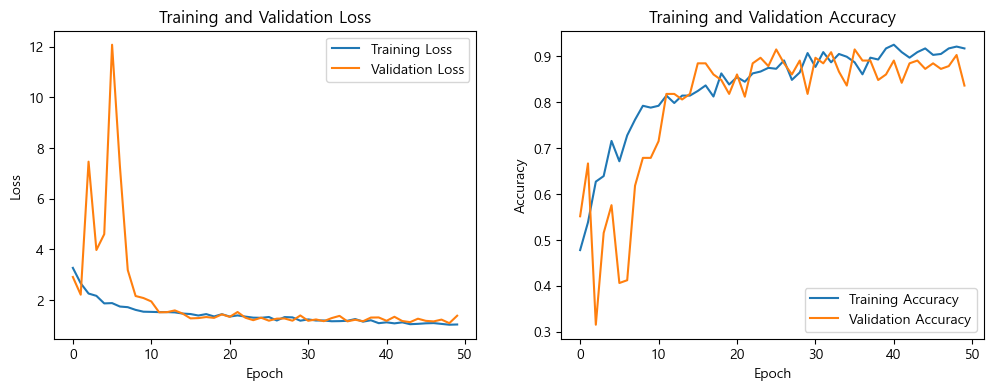 Training and Validation Loss
12
10
8
6
4
2
Loss
Training Loss
Validation Loss
0
10
20
30
40
50
Epoch
Training and Validation Accuracy
0.9
0.8
0.7
0.6
0.5
0.4
0.3
Accuracy
Training Accuracy
Validation Accuracy
0
10
20
30
40
50
Epoch